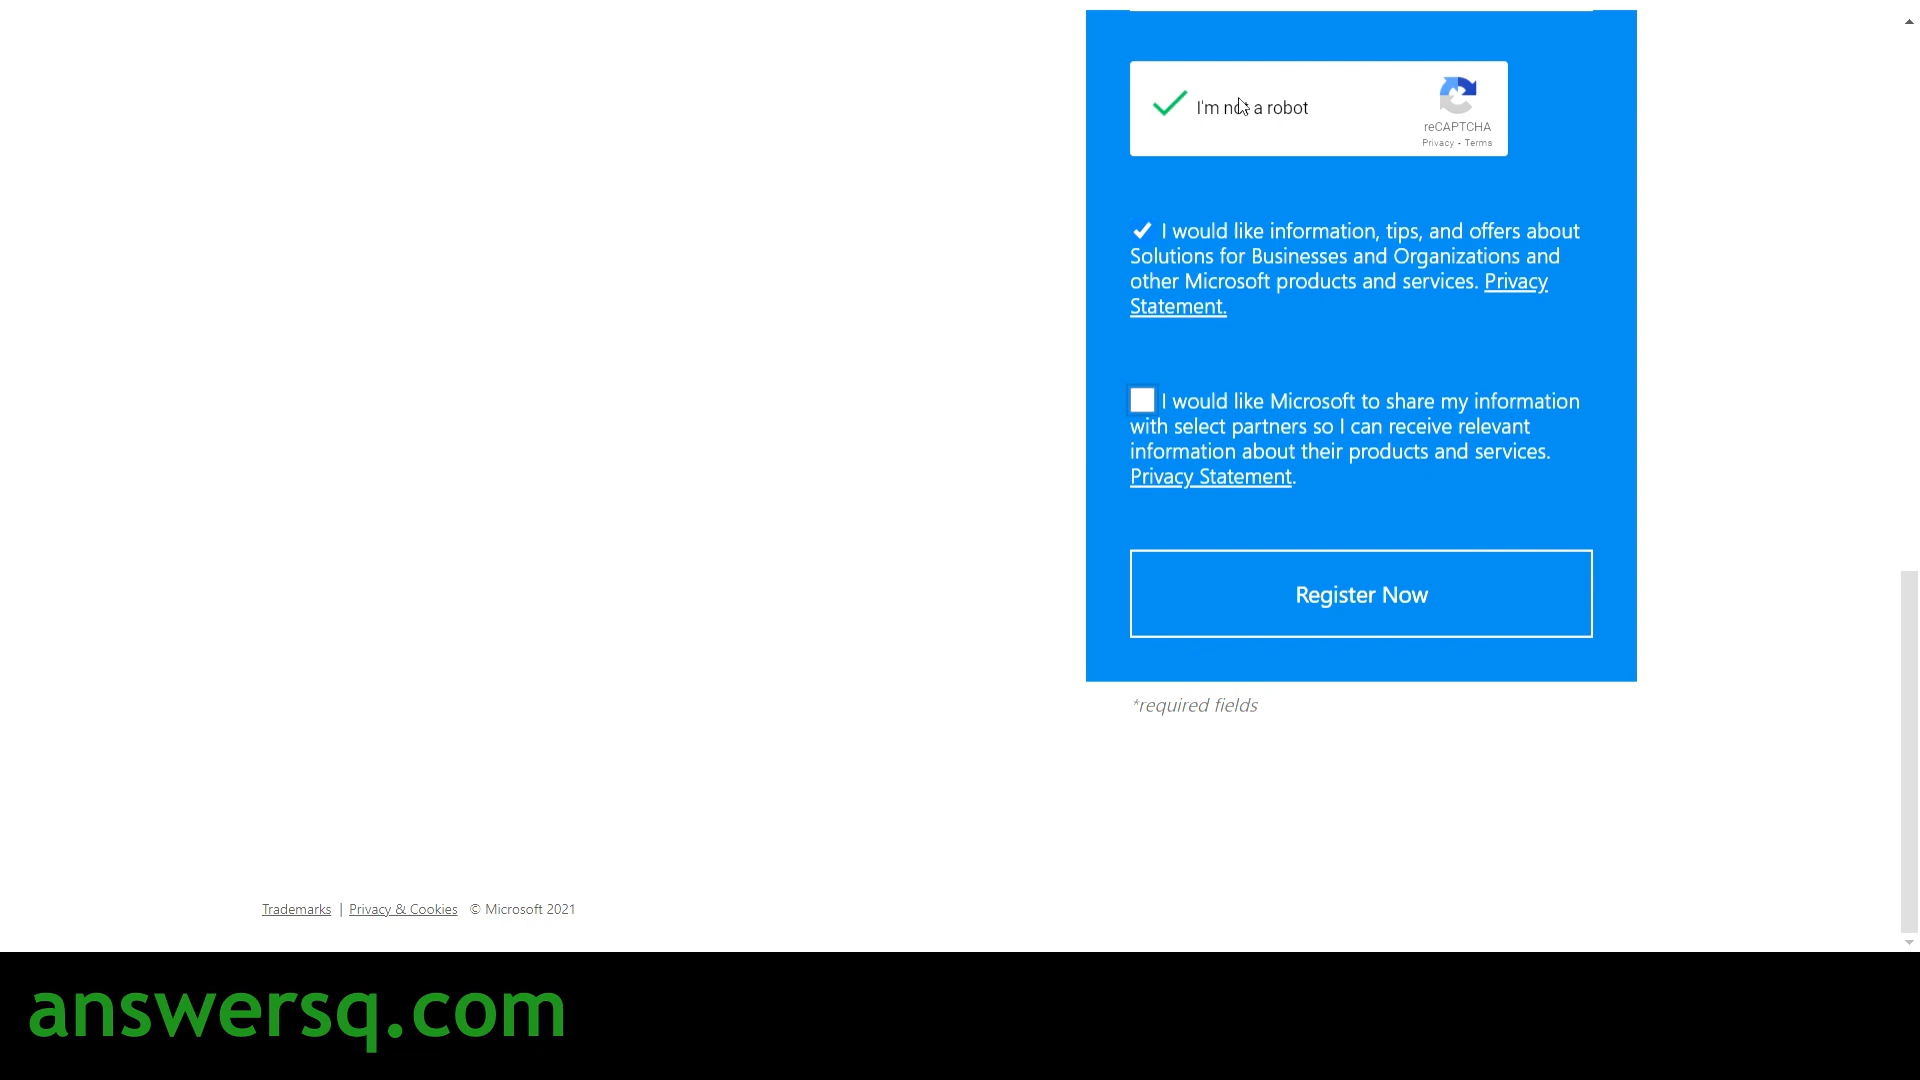 I'm not a robot
reCAPTCHA
Privacy - Terms
I would like information, tips, and offers about
Solutions for Businesses and Organizations and
other Microsoft products and services. Privacy
Statement.
I would like Microsoft to share my information
with select partners so I can receive relevant
information about their products and services.
Privacy Statement.
Register Now
*required fields
Trademarks | Privacy & Cookies © Microsoft 2021
answersq.com